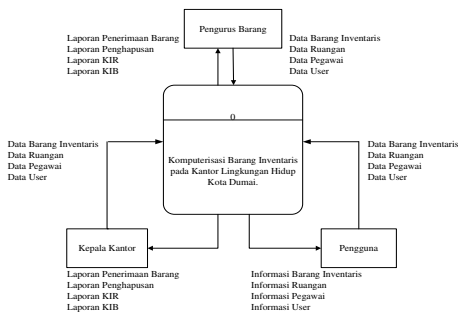 Pengurus Barang
Laporan Penerimaan Barang
Laporan Penghapusan
Laporan KIR
Laporan KIB
Data Barang Inventaris
Data Ruangan
Data Pegawai
Data User
0
Komputerisasi Barang Inventaris
pada Kantor Lingkungan Hidup
Kota Dumai.
Data Barang Inventaris
Data Ruangan
Data Pegawai
Data User
Data Barang Inventaris
Data Ruangan
Data Pegawai
Data User
Kepala Kantor
Pengguna
Laporan Penerimaan Barang
Laporan Penghapusan
Laporan KIR
Laporan KIB
Informasi Barang Inventaris
Informasi Ruangan
Informasi Pegawai
Informasi User